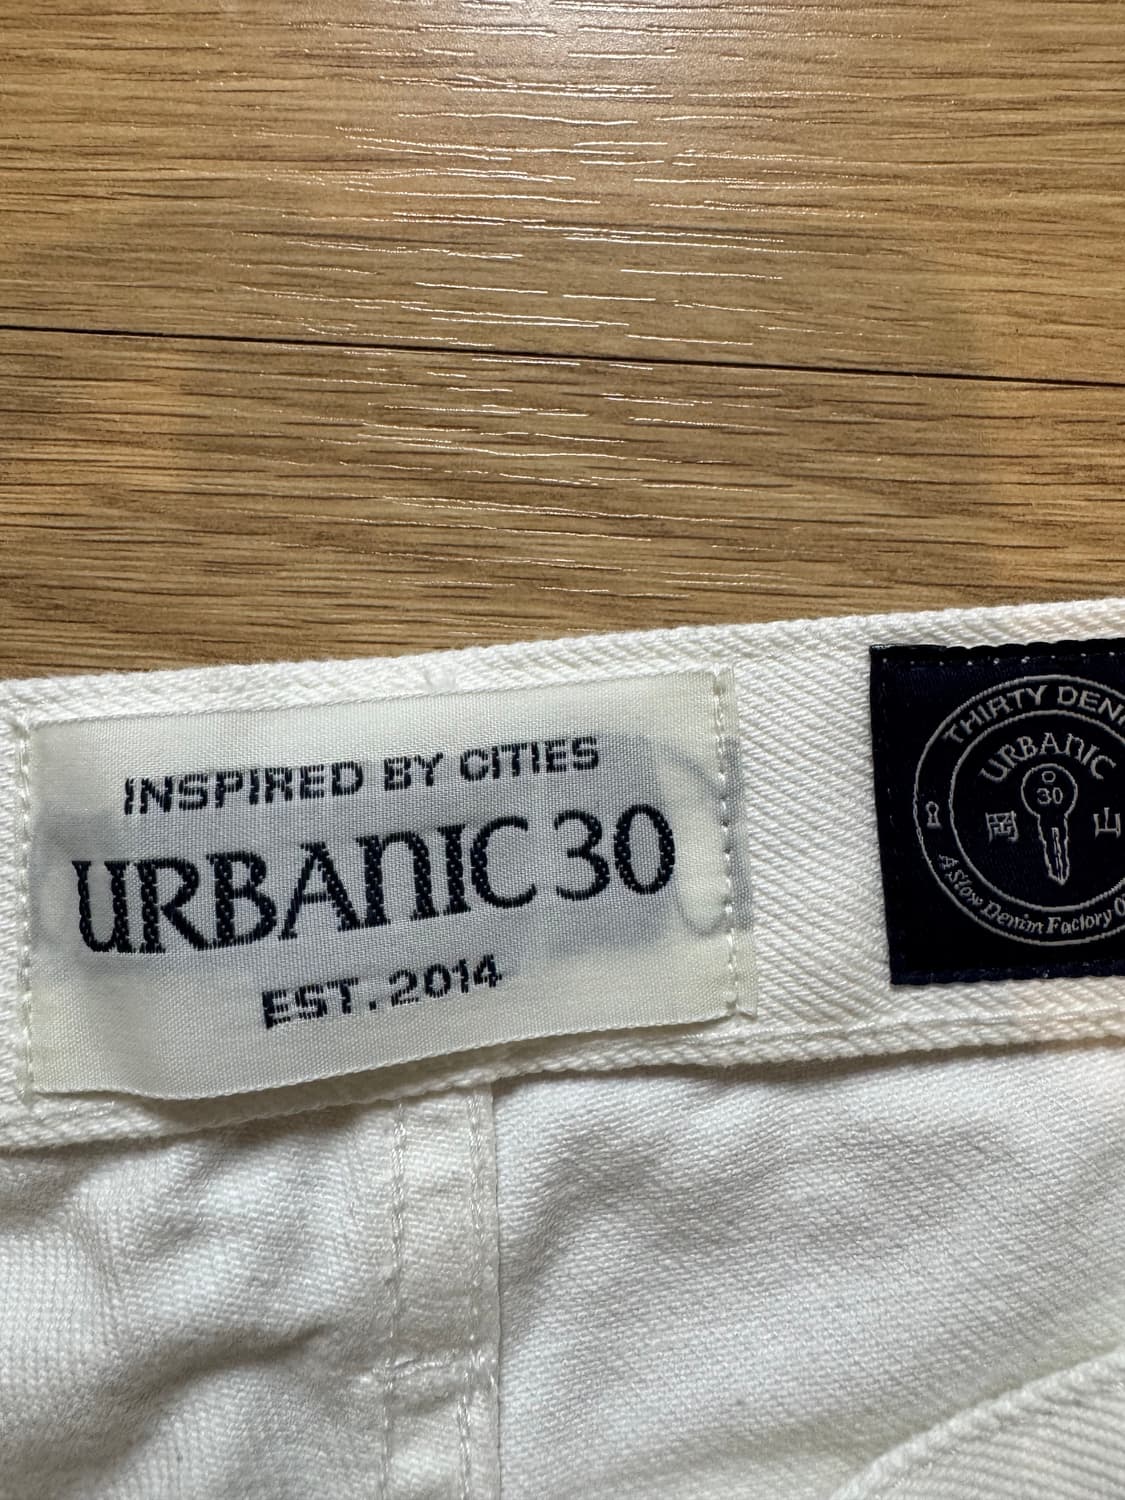 INSPIRED BY CITIES
URBANIC 30
EST. 2014
THIRTY DENI
URBANIC
30
岡 山
A Slow Denim Factory